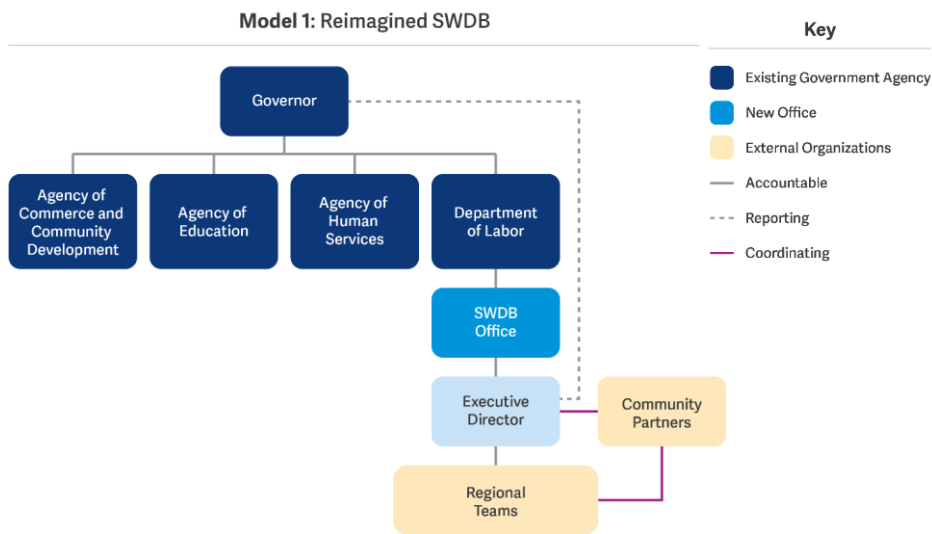 Model 1: Reimagined SWDB
Key
Existing Government Agency
New Office
External Organizations
Accountable
Reporting
Coordinating
Governor
Agency of
Commerce and
Community
Development
Agency of
Education
Agency of
Human
Services
Department
of Labor
SWDB
Office
Executive
Director
Community
Partners
Regional
Teams